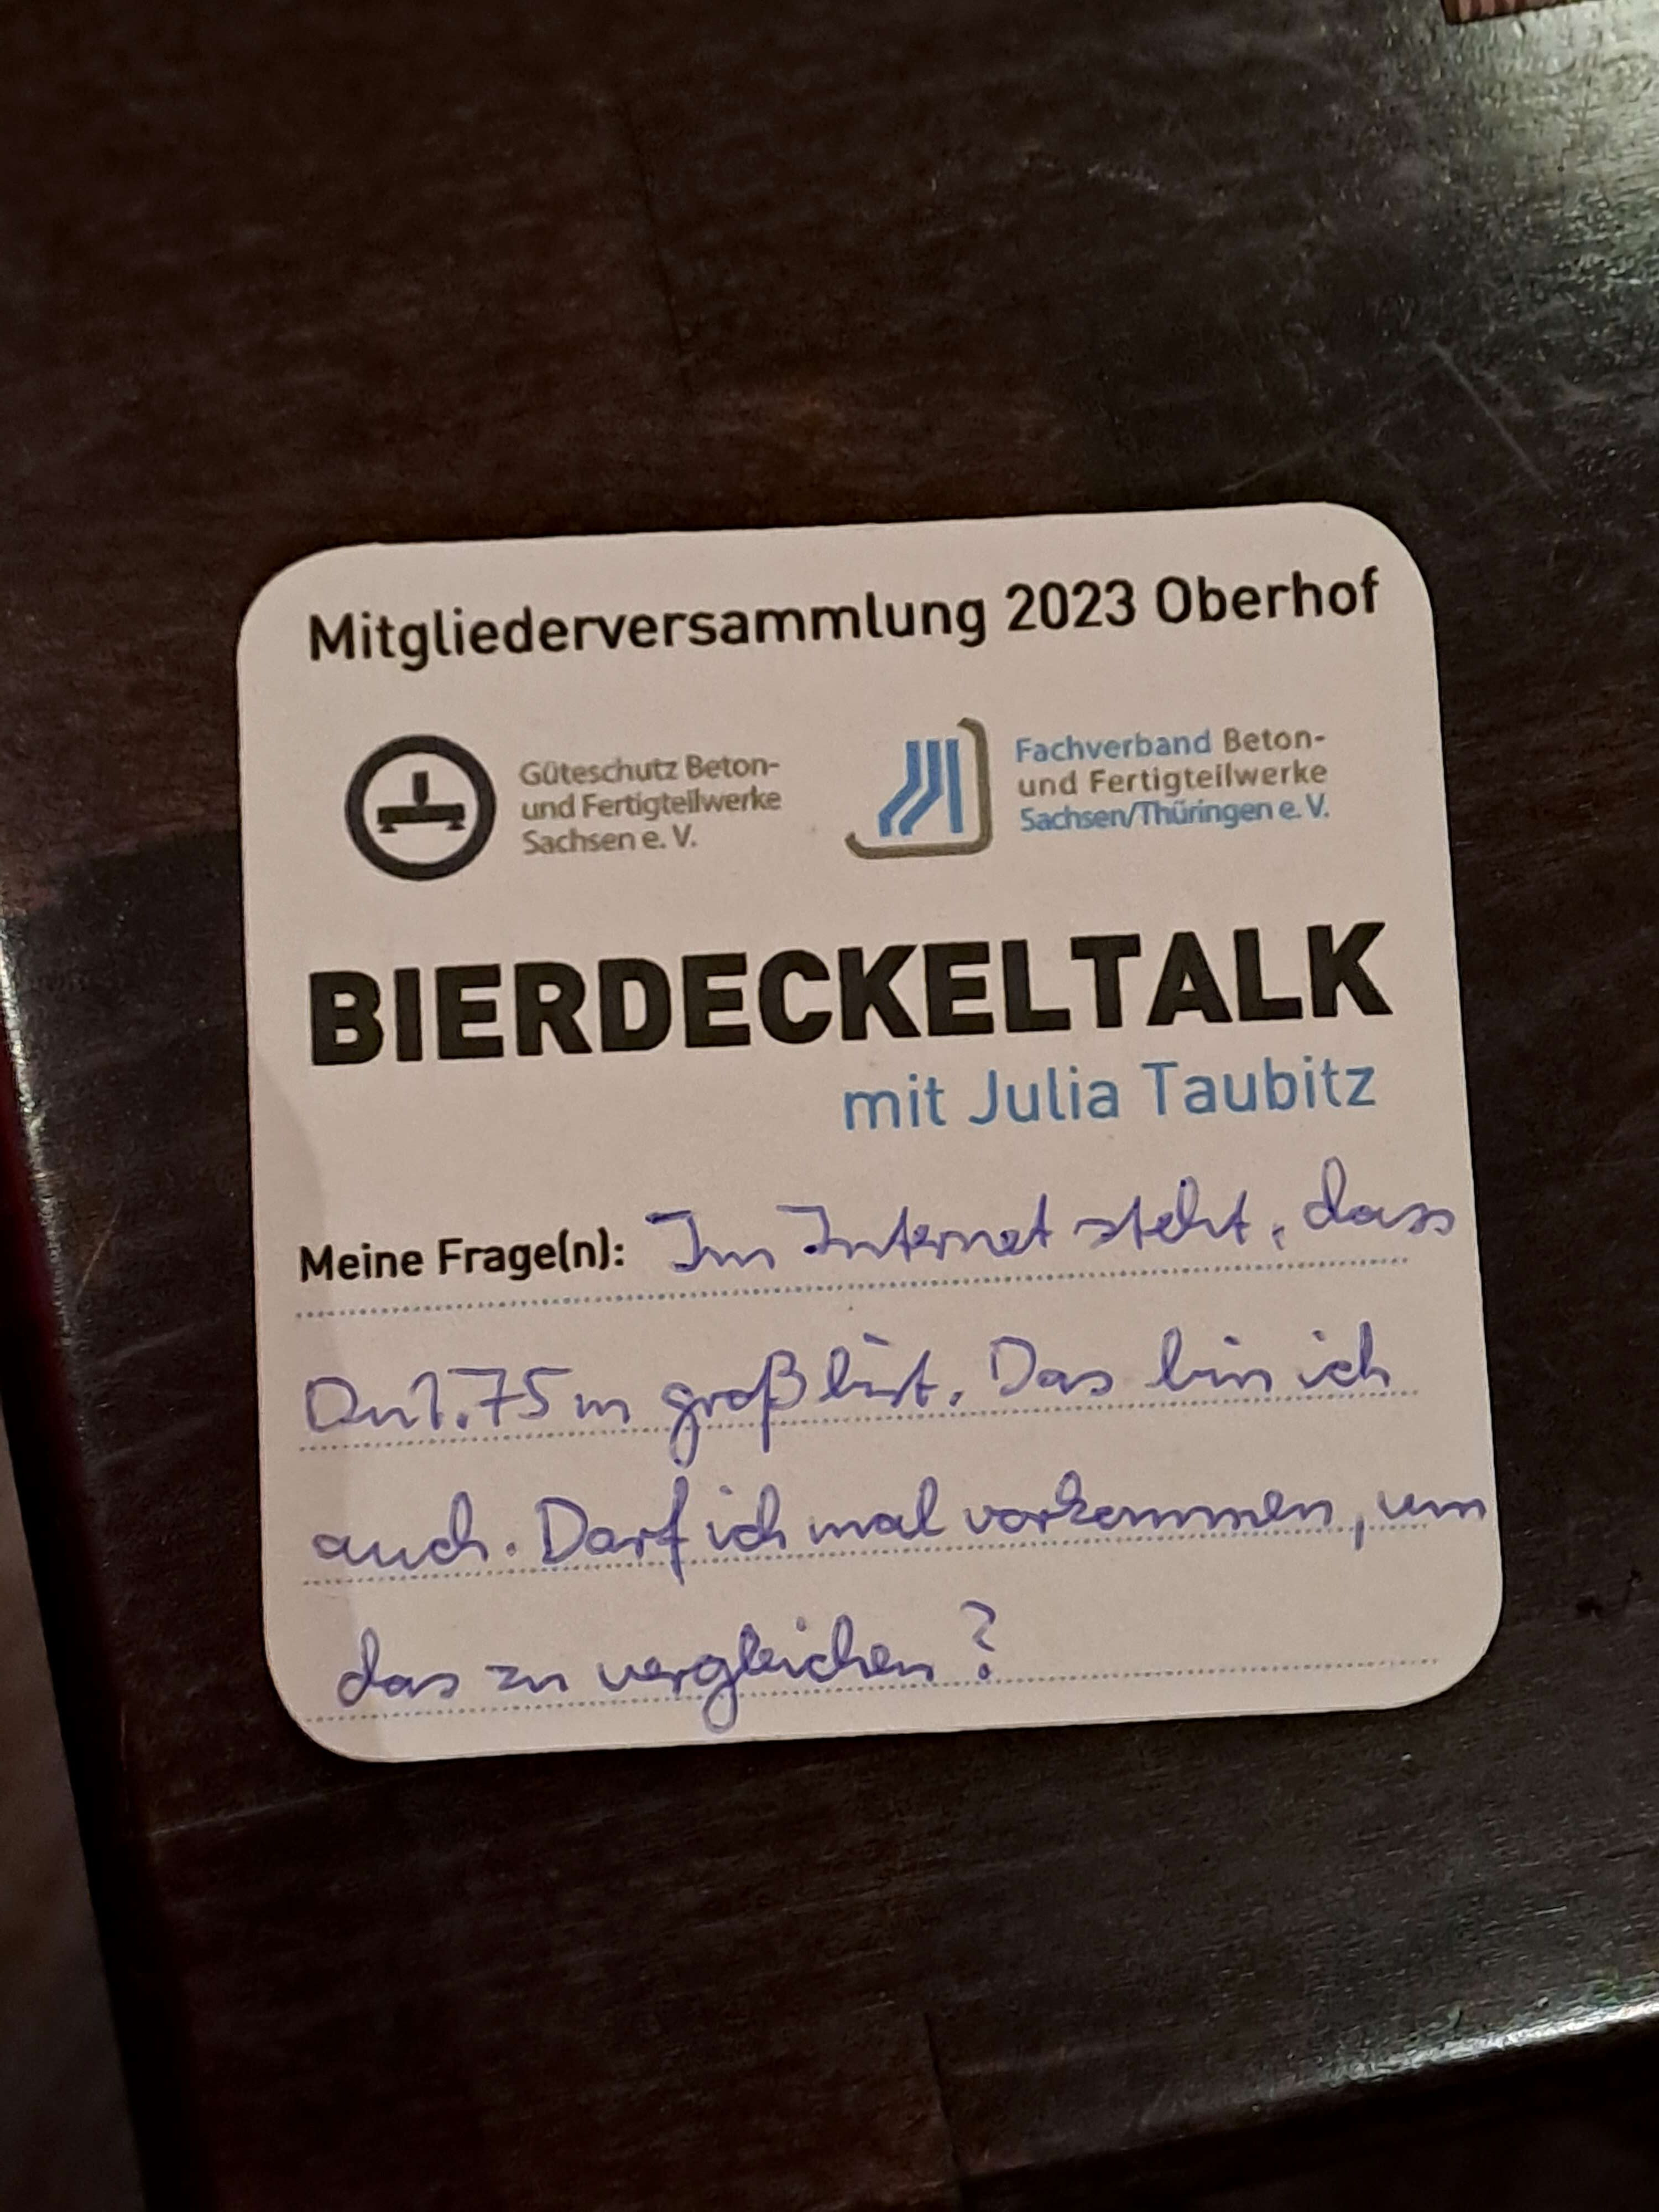 Mitgliederversammlung 2023 Oberhof
Güteschutz Beton-
und Fertigteilwerke
Sachsen e. V.
Fachverband Beton-
und Fertigteilwerke
Sachsen/Thüringen e. V.
BIERDECKELTALK
mit Julia Taubitz
Meine Frage(n): Im Internet steht, dass
Du 1.75 m groß bist. Das bin ich
auch. Darf ich mal vorkommen, um
das zu vergleichen?